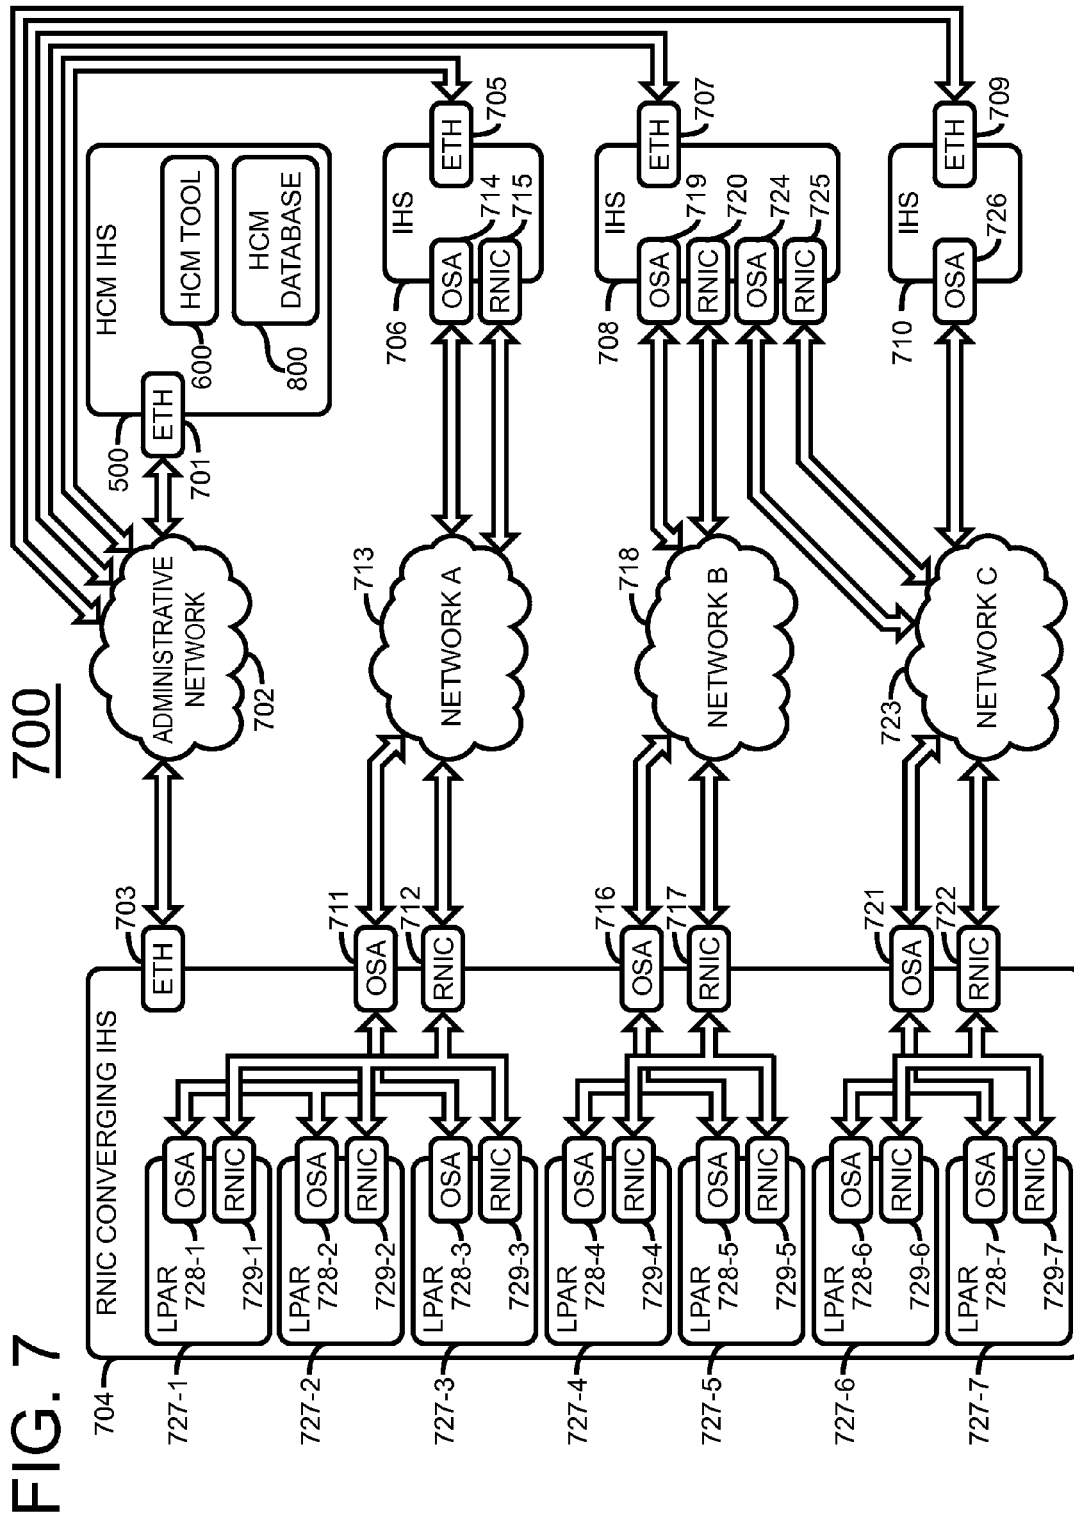 FIG. 7
700
RNIC CONVERGING IHS
704
ETH
703
ADMINISTRATIVE
NETWORK
702
ETH
701
500
HCM IHS
HCM TOOL
600
HCM
DATABASE
800
LPAR
727-1
OSA
728-1
RNIC
729-1
LPAR
727-2
OSA
728-2
RNIC
729-2
LPAR
727-3
OSA
728-3
RNIC
729-3
OSA
711
RNIC
712
NETWORK A
713
IHS
706
OSA
714
RNIC
715
ETH
705
LPAR
727-4
OSA
728-4
RNIC
729-4
LPAR
727-5
OSA
728-5
RNIC
729-5
OSA
716
RNIC
717
NETWORK B
718
IHS
708
OSA
719
RNIC
720
OSA
724
RNIC
725
ETH
707
LPAR
727-6
OSA
728-6
RNIC
729-6
LPAR
727-7
OSA
728-7
RNIC
729-7
OSA
721
RNIC
722
NETWORK C
723
IHS
710
OSA
726
ETH
709